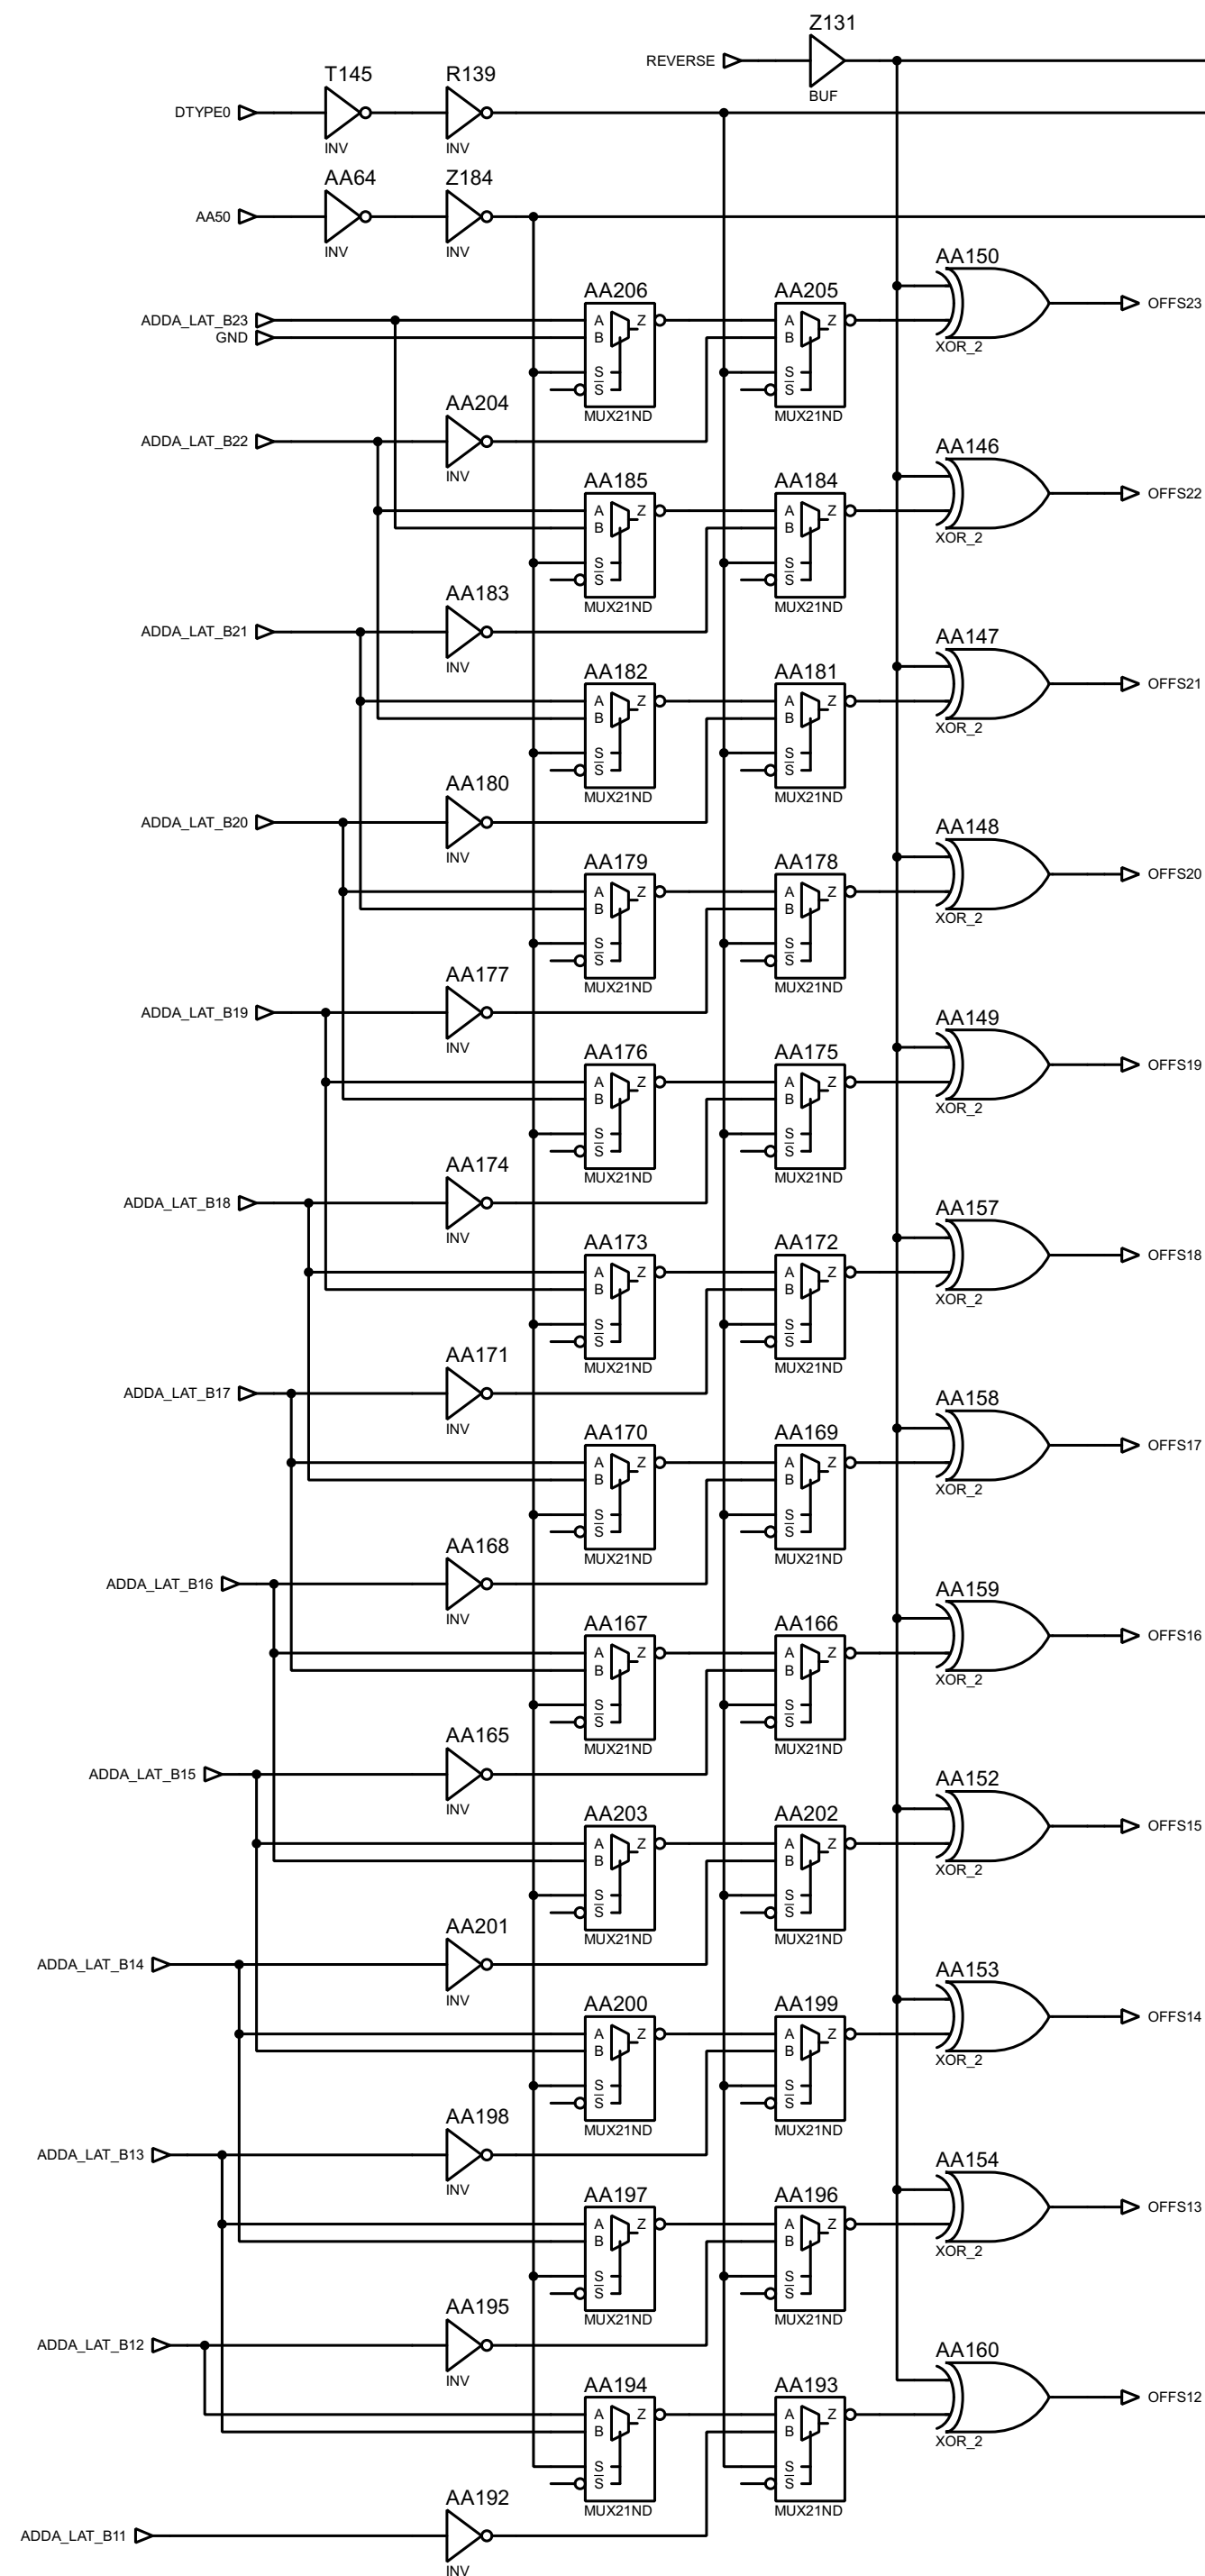 Z131
REVERSE
BUF
T145 R139
DTYPE0
INV INV
AA64 Z184
AA50
INV INV
AA150
AA206 AA205
OFFS23
ADDA_LAT_B23 A Z A Z
GND B B
XOR_2
S S
S S
AA204 MUX21ND MUX21ND
ADDA_LAT_B22
AA146
INV
AA185 AA184
OFFS22
A Z A Z
B B
XOR_2
S S
S S
AA183 MUX21ND MUX21ND
ADDA_LAT_B21
AA147
INV
AA182 AA181
OFFS21
A Z A Z
B B
XOR_2
S S
S S
AA180 MUX21ND MUX21ND
ADDA_LAT_B20
AA148
INV
AA179 AA178
OFFS20
A Z A Z
B B
XOR_2
S S
S S
AA177 MUX21ND MUX21ND
ADDA_LAT_B19
AA149
INV
AA176 AA175
OFFS19
A Z A Z
B B
XOR_2
S S
S S
AA174 MUX21ND MUX21ND
ADDA_LAT_B18
AA157
INV
AA173 AA172
OFFS18
A Z A Z
B B
XOR_2
S S
S S
AA171 MUX21ND MUX21ND
ADDA_LAT_B17
AA158
INV
AA170 AA169
OFFS17
A Z A Z
B B
XOR_2
S S
S S
AA168 MUX21ND MUX21ND
ADDA_LAT_B16
AA159
INV
AA167 AA166
OFFS16
A Z A Z
B B
XOR_2
S S
S S
AA165 MUX21ND MUX21ND
ADDA_LAT_B15
AA152
INV
AA203 AA202
OFFS15
A Z A Z
B B
XOR_2
S S
S S
AA201 MUX21ND MUX21ND
ADDA_LAT_B14
AA153
INV
AA200 AA199
OFFS14
A Z A Z
B B
XOR_2
S S
S S
AA198 MUX21ND MUX21ND
ADDA_LAT_B13
AA154
INV
AA197 AA196
OFFS13
A Z A Z
B B
XOR_2
S S
S S
AA195 MUX21ND MUX21ND
ADDA_LAT_B12
AA160
INV
AA194 AA193
OFFS12
A Z A Z
B B
XOR_2
S S
S S
AA192 MUX21ND MUX21ND
ADDA_LAT_B11
INV